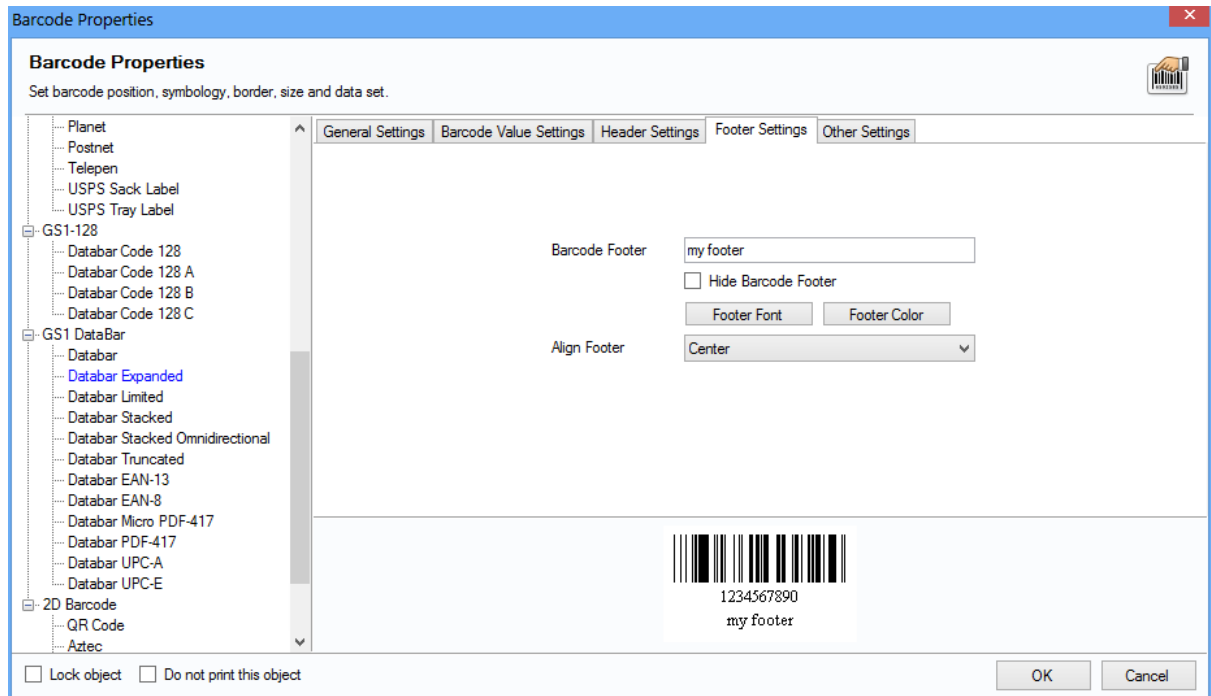 Barcode Properties
Barcode Properties
Set barcode position, symbology, border, size and data set.
Planet
Postnet
Telepen
USPS Sack Label
USPS Tray Label
GS1-128
Databar Code 128
Databar Code 128 A
Databar Code 128 B
Databar Code 128 C
GS1 DataBar
Databar
Databar Expanded
Databar Limited
Databar Stacked
Databar Stacked Omnidirectional
Databar Truncated
Databar EAN-13
Databar EAN-8
Databar Micro PDF-417
Databar PDF-417
Databar UPC-A
Databar UPC-E
2D Barcode
QR Code
Aztec
General Settings Barcode Value Settings Header Settings Footer Settings Other Settings
Barcode Footer my footer
Hide Barcode Footer
Footer Font Footer Color
Align Footer Center
1234567890
my footer
Lock object Do not print this object OK Cancel